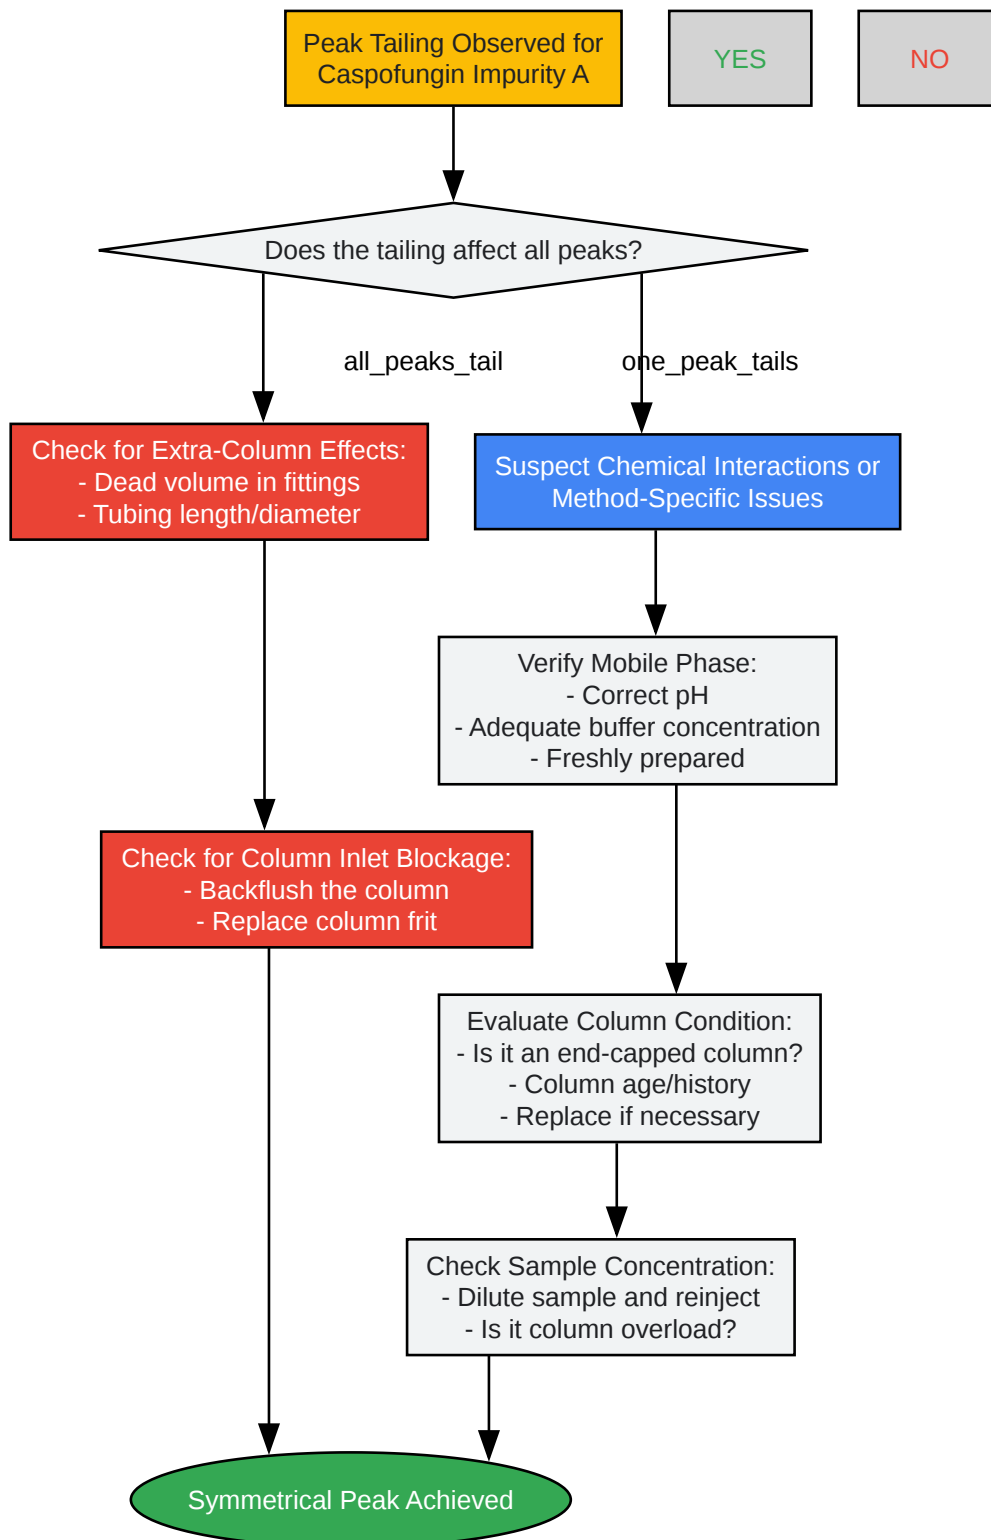 Peak Tailing Observed for
Caspofungin Impurity A
YES
NO
Does the tailing affect all peaks?
all_peaks_tail
one_peak_tails
Check for Extra-Column Effects:
- Dead volume in fittings
- Tubing length/diameter
Suspect Chemical Interactions or
Method-Specific Issues
Verify Mobile Phase:
- Correct pH
- Adequate buffer concentration
- Freshly prepared
Check for Column Inlet Blockage:
- Backflush the column
- Replace column frit
Evaluate Column Condition:
- Is it an end-capped column?
- Column age/history
- Replace if necessary
Check Sample Concentration:
- Dilute sample and reinject
- Is it column overload?
Symmetrical Peak Achieved